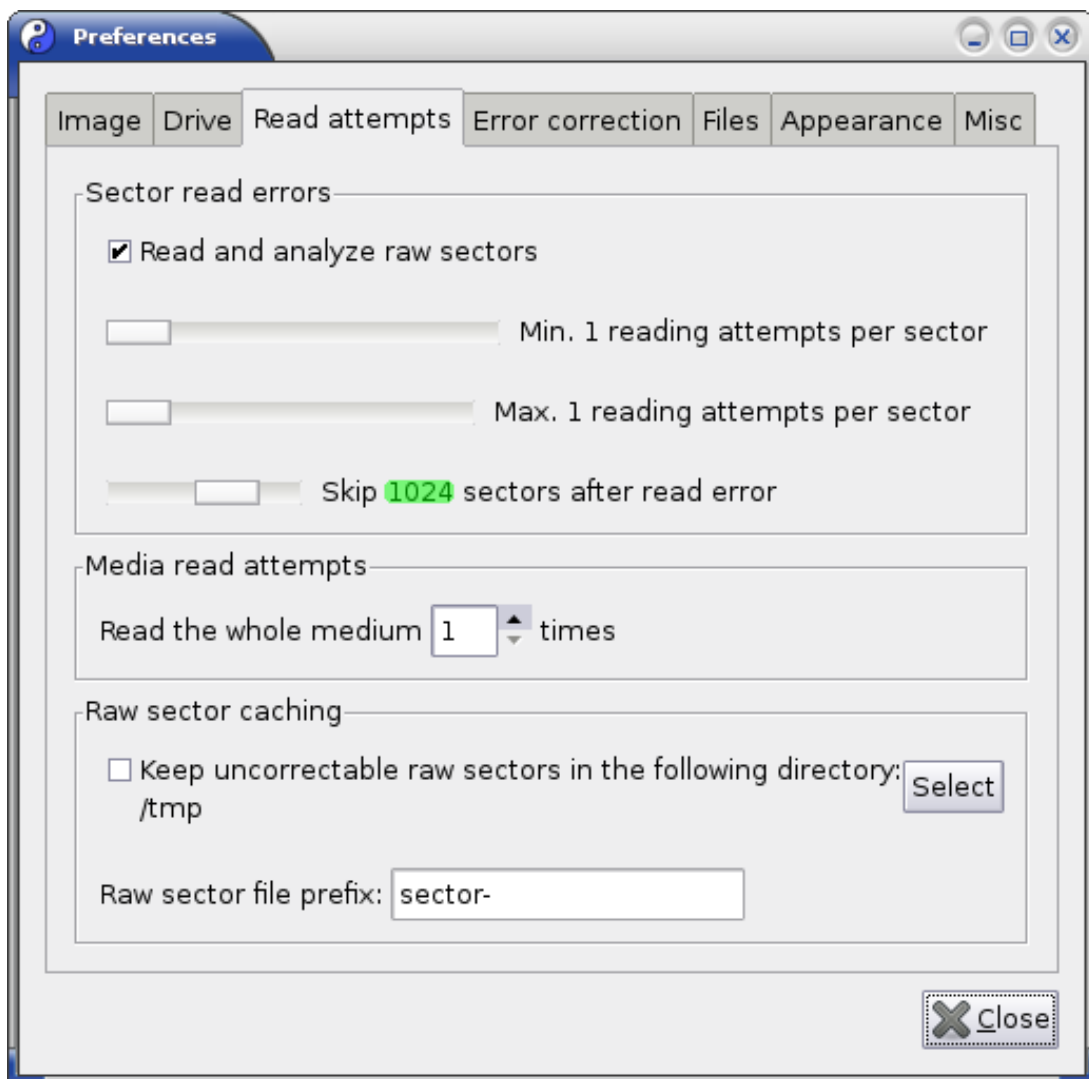 Preferences
Image Drive Read attempts Error correction Files Appearance Misc
Sector read errors
Read and analyze raw sectors
Min. 1 reading attempts per sector
Max. 1 reading attempts per sector
Skip 1024 sectors after read error
Media read attempts
Read the whole medium 1 times
Raw sector caching
Keep uncorrectable raw sectors in the following directory: Select
/tmp
Raw sector file prefix: sector-
Close